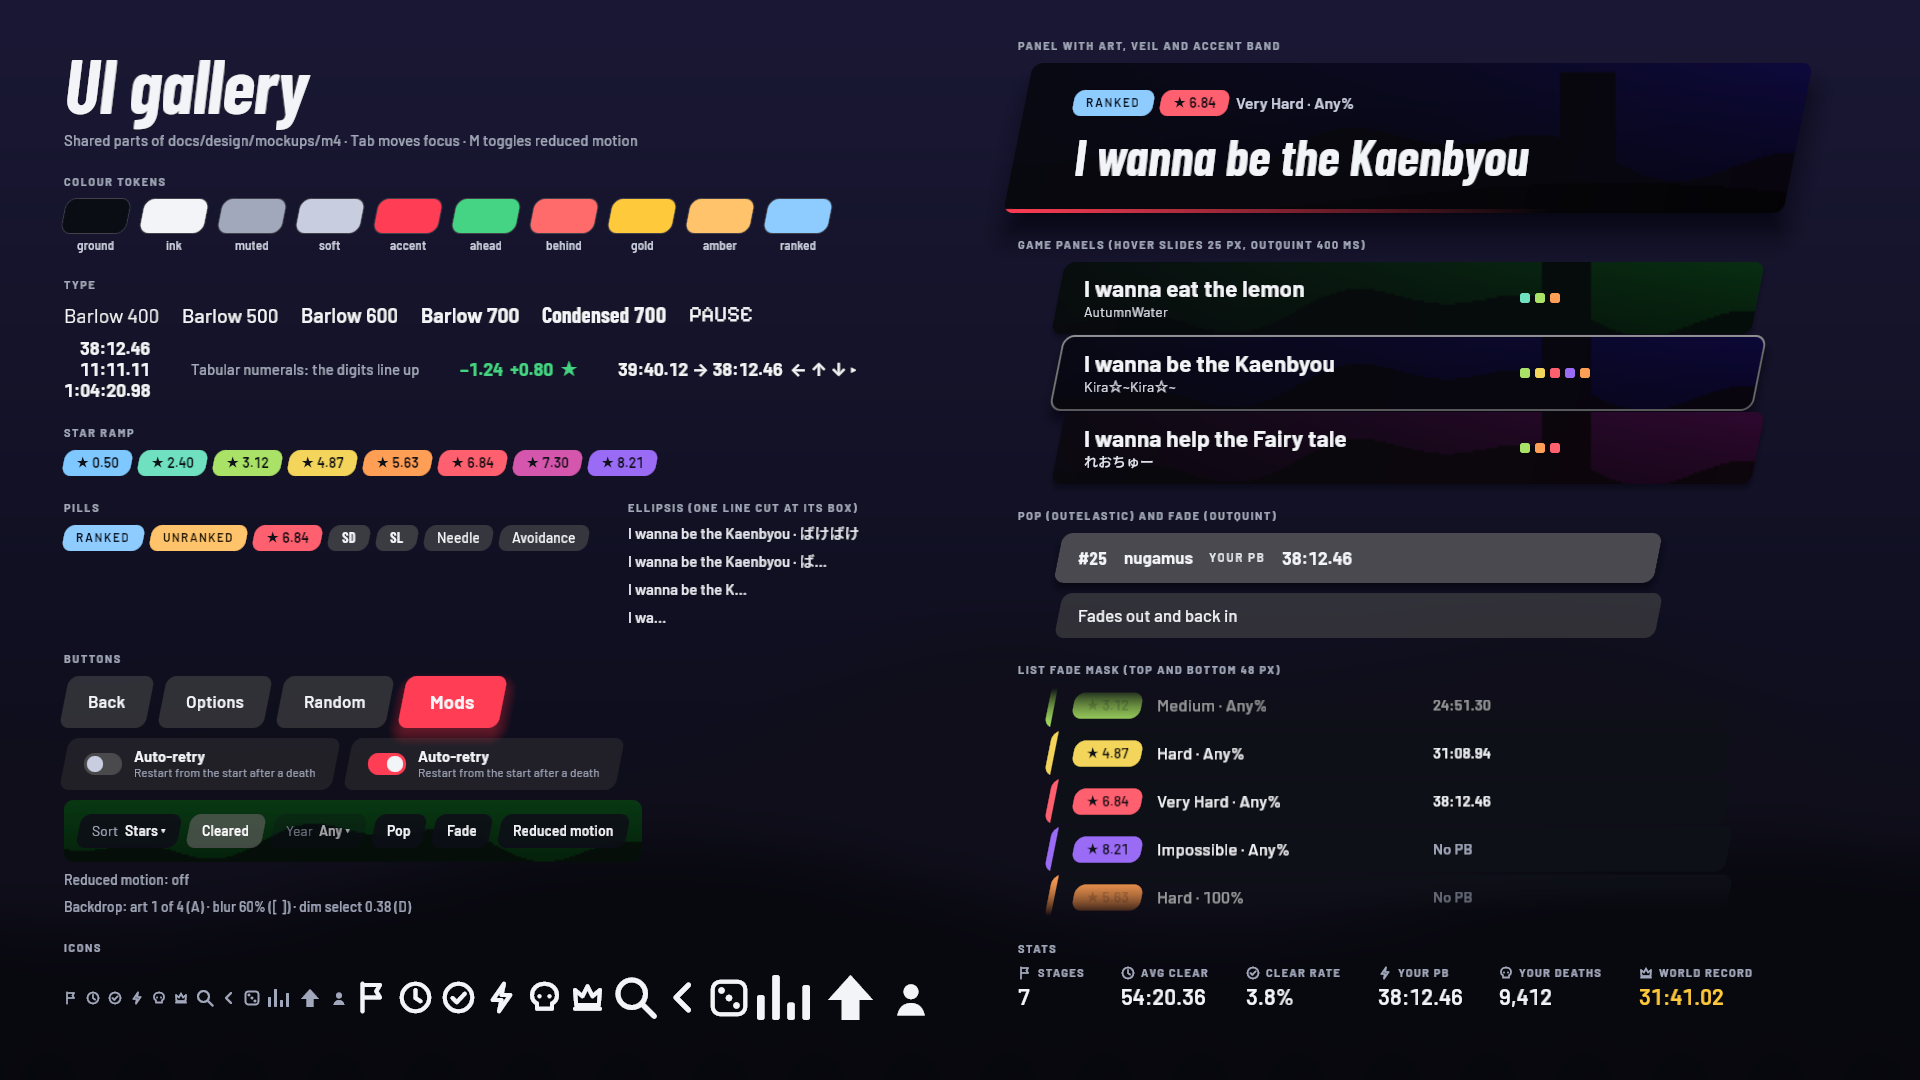 UI gallery
Shared parts of docs/design/mockups/m4 · Tab moves focus · M toggles reduced motion
COLOUR TOKENS
ground ink muted soft accent ahead behind gold amber ranked
TYPE
Barlow 400 Barlow 500 Barlow 600 Barlow 700 Condensed 700 PAUSE
38:12.46
11:11.11
1:04:20.98
Tabular numerals: the digits line up
−1.24 +0.80 ★
39:40.12 → 38:12.46 ← ↑ ↓ ▸
STAR RAMP
★ 0.50 ★ 2.40 ★ 3.12 ★ 4.87 ★ 5.63 ★ 6.84 ★ 7.30 ★ 8.21
PILLS
RANKED UNRANKED ★ 6.84 SD SL Needle Avoidance
ELLIPSIS (ONE LINE CUT AT ITS BOX)
I wanna be the Kaenbyou · ばけばけ
I wanna be the Kaenbyou · ば…
I wanna be the K…
I wa…
BUTTONS
Back Options Random Mods
Auto-retry
Restart from the start after a death
Auto-retry
Restart from the start after a death
Sort Stars ▾ Cleared Year Any ▾ Pop Fade Reduced motion
Reduced motion: off
Backdrop: art 1 of 4 (A) · blur 60% ([ ]) · dim select 0.38 (D)
ICONS
PANEL WITH ART, VEIL AND ACCENT BAND
RANKED ★ 6.84 Very Hard · Any%
I wanna be the Kaenbyou
GAME PANELS (HOVER SLIDES 25 PX, OUTQUINT 400 MS)
I wanna eat the lemon
AutumnWater
I wanna be the Kaenbyou
Kira☆~Kira☆~
I wanna help the Fairy tale
れおちゅー
POP (OUTELASTIC) AND FADE (OUTQUINT)
#25 nugamus YOUR PB 38:12.46
Fades out and back in
LIST FADE MASK (TOP AND BOTTOM 48 PX)
★ 3.12 Medium · Any% 24:51.30
★ 4.87 Hard · Any% 31:08.94
★ 6.84 Very Hard · Any% 38:12.46
★ 8.21 Impossible · Any% No PB
★ 5.63 Hard · 100% No PB
STATS
STAGES AVG CLEAR CLEAR RATE YOUR PB YOUR DEATHS WORLD RECORD
7 54:20.36 3.8% 38:12.46 9,412 31:41.02